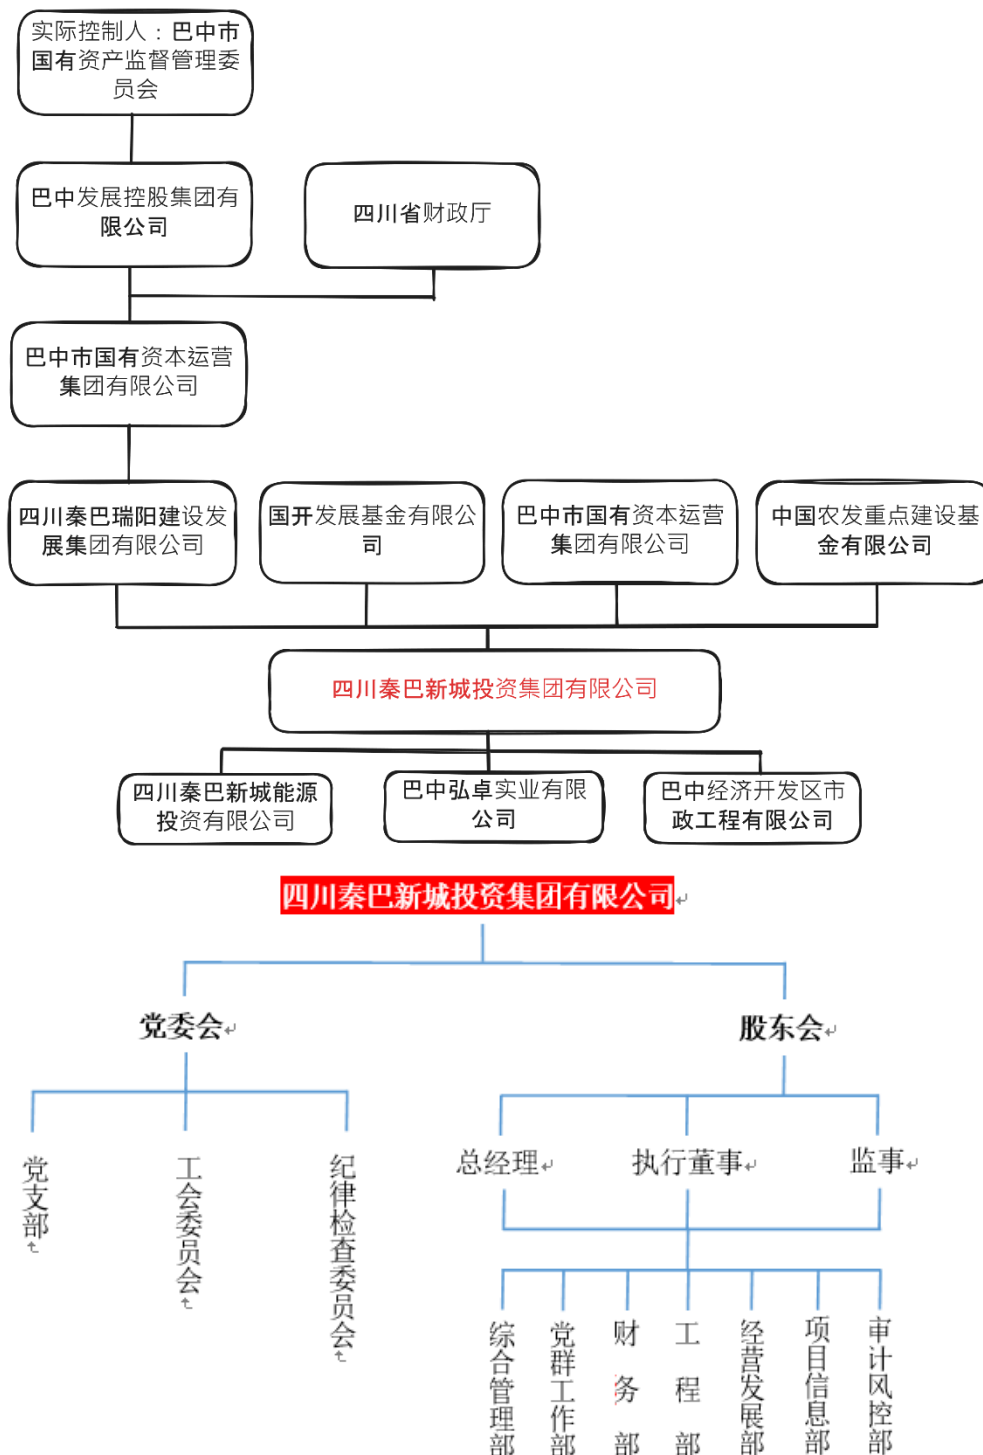 实际控制人：巴中市
国有资产监督管理委
员会
巴中发展控股集团有
限公司
四川省财政厅
巴中市国有资本运营
集团有限公司
四川秦巴瑞阳建设发
展集团有限公司
国开发展基金有限公
司
巴中市国有资本运营
集团有限公司
中国农发重点建设基
金有限公司
四川秦巴新城投资集团有限公司
四川秦巴新城能源
投资有限公司
巴中弘卓实业有限
公司
巴中经济开发区市
政工程有限公司
四川秦巴新城投资集团有限公司
党委会
股东会
党支部
工会委员会
纪律检查委员会
总经理
执行董事
监事
综合管理部
党群工作部
财务部
工程部
经营发展部
项目信息部
审计风控部